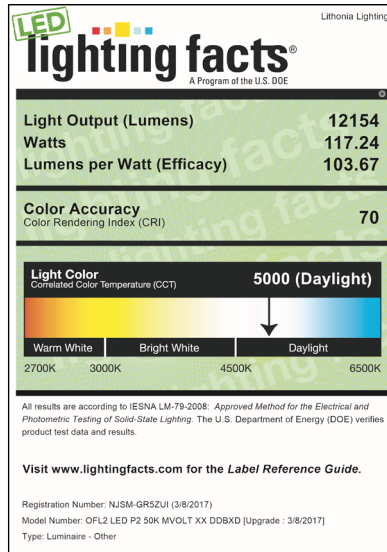 LED
Lithonia Lighting
lighting facts®
A Program of the U.S. DOE
Light Output (Lumens) 12154
Watts 117.24
Lumens per Watt (Efficacy) 103.67
Color Accuracy
Color Rendering Index (CRI) 70
Light Color
Correlated Color Temperature (CCT) 5000 (Daylight)
Warm White Bright White Daylight
2700K 3000K 4500K 6500K
All results are according to IESNA LM-79-2008: Approved Method for the Electrical and
Photometric Testing of Solid-State Lighting. The U.S. Department of Energy (DOE) verifies
product test data and results.
Visit www.lightingfacts.com for the Label Reference Guide.
Registration Number: NJSM-GR5ZUI (3/8/2017)
Model Number: OFL2 LED P2 50K MVOLT XX DDBXD [Upgrade : 3/8/2017]
Type: Luminaire - Other